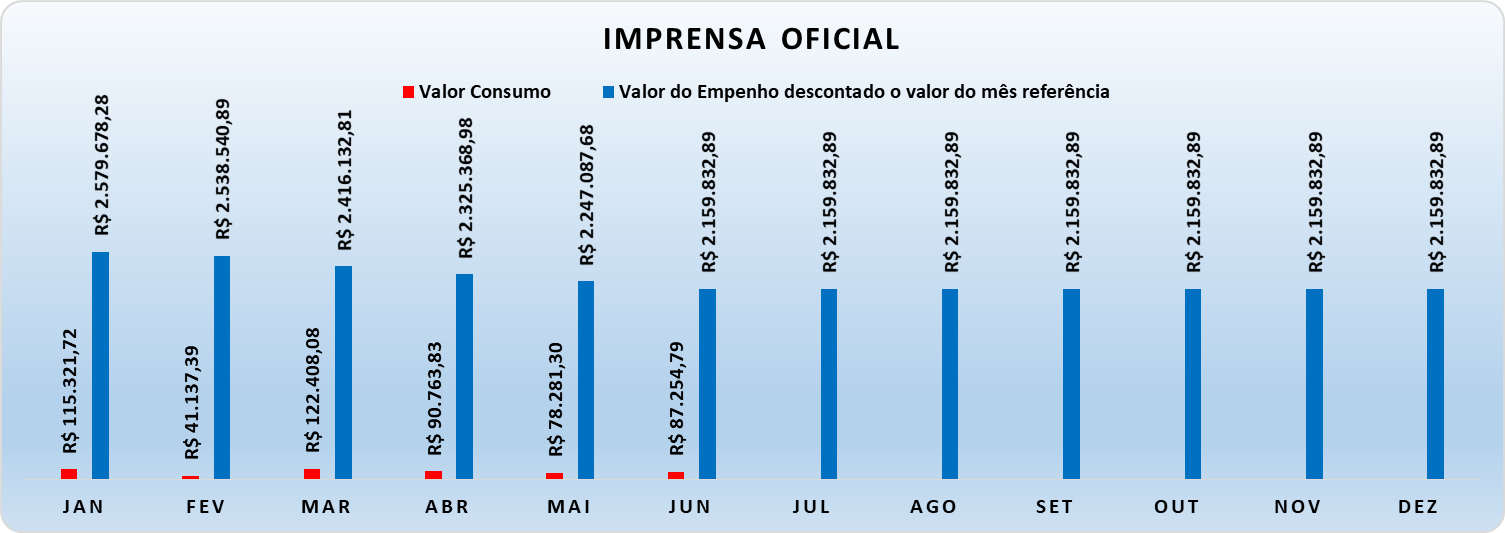 IMPRENSA OFICIAL
Valor Consumo
Valor do Empenho descontado o valor do mês referência
R$ 115.321,72
R$ 2.579.678,28
R$ 41.137,39
R$ 2.538.540,89
R$ 122.408,08
R$ 2.416.132,81
R$ 90.763,83
R$ 2.325.368,98
R$ 78.281,30
R$ 2.247.087,68
R$ 87.254,79
R$ 2.159.832,89
R$ 2.159.832,89
R$ 2.159.832,89
R$ 2.159.832,89
R$ 2.159.832,89
R$ 2.159.832,89
R$ 2.159.832,89
JAN FEV MAR ABR MAI JUN JUL AGO SET OUT NOV DEZ